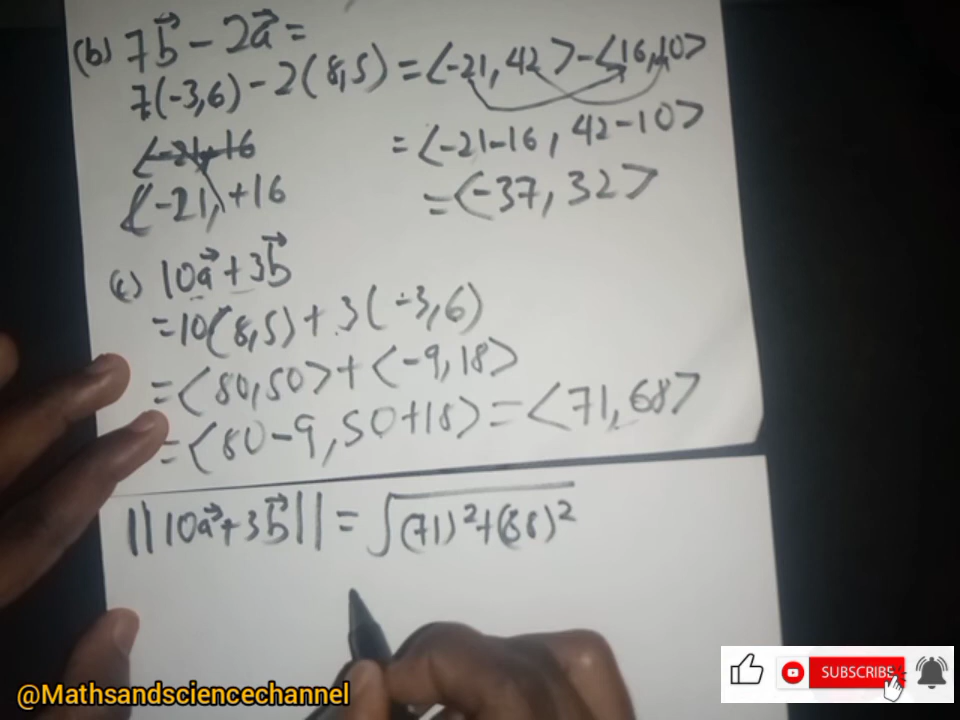 (b) 7b⃗ - 2a⃗ =
7(-3,6) - 2(8,5) = <-21, 42> - <16,10>
<-21, 16
= <-21-16, 42-10>
(-21, +16
= <-37, 32>
(c) 10a⃗ + 3b⃗
= 10(8,5) + 3(-3,6)
= <80,50> + <-9,18>
= <80-9, 50+18> = <71,68>
||10a⃗ + 3b⃗|| = √(71)² + (68)²
SUBSCRIBE
@Mathsandsciencechannel